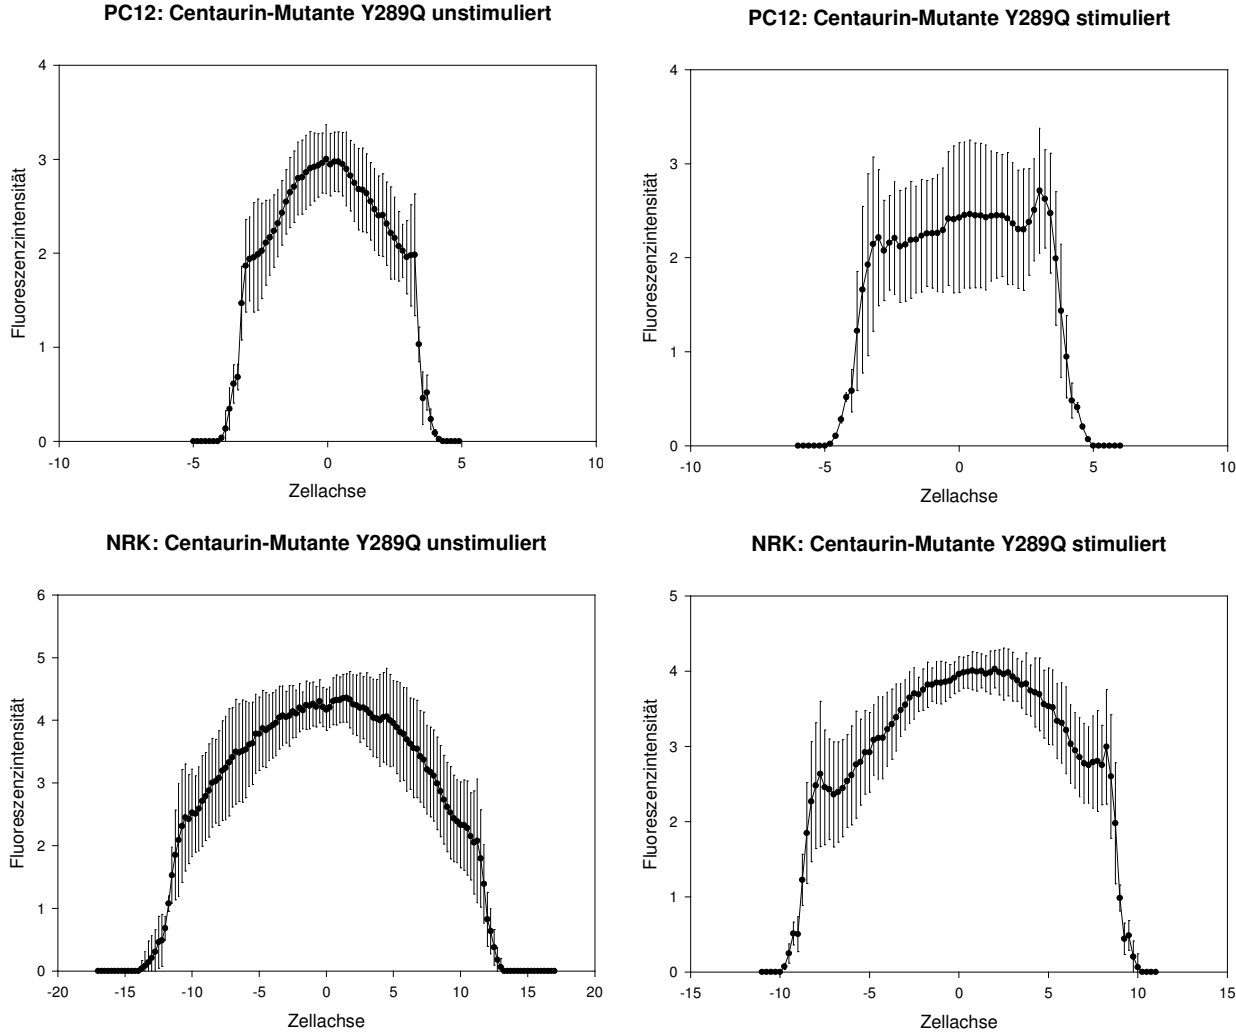 PC12: Centaurin-Mutante Y289Q unstimuliert
4
3
2
1
0
Fluoreszenzintensität
-10 -5 0 5 10
Zellachse
PC12: Centaurin-Mutante Y289Q stimuliert
4
3
2
1
0
Fluoreszenzintensität
-10 -5 0 5 10
Zellachse
NRK: Centaurin-Mutante Y289Q unstimuliert
6
5
4
3
2
1
0
Fluoreszenzintensität
-20 -15 -10 -5 0 5 10 15 20
Zellachse
NRK: Centaurin-Mutante Y289Q stimuliert
5
4
3
2
1
0
Fluoreszenzintensität
-15 -10 -5 0 5 10 15
Zellachse